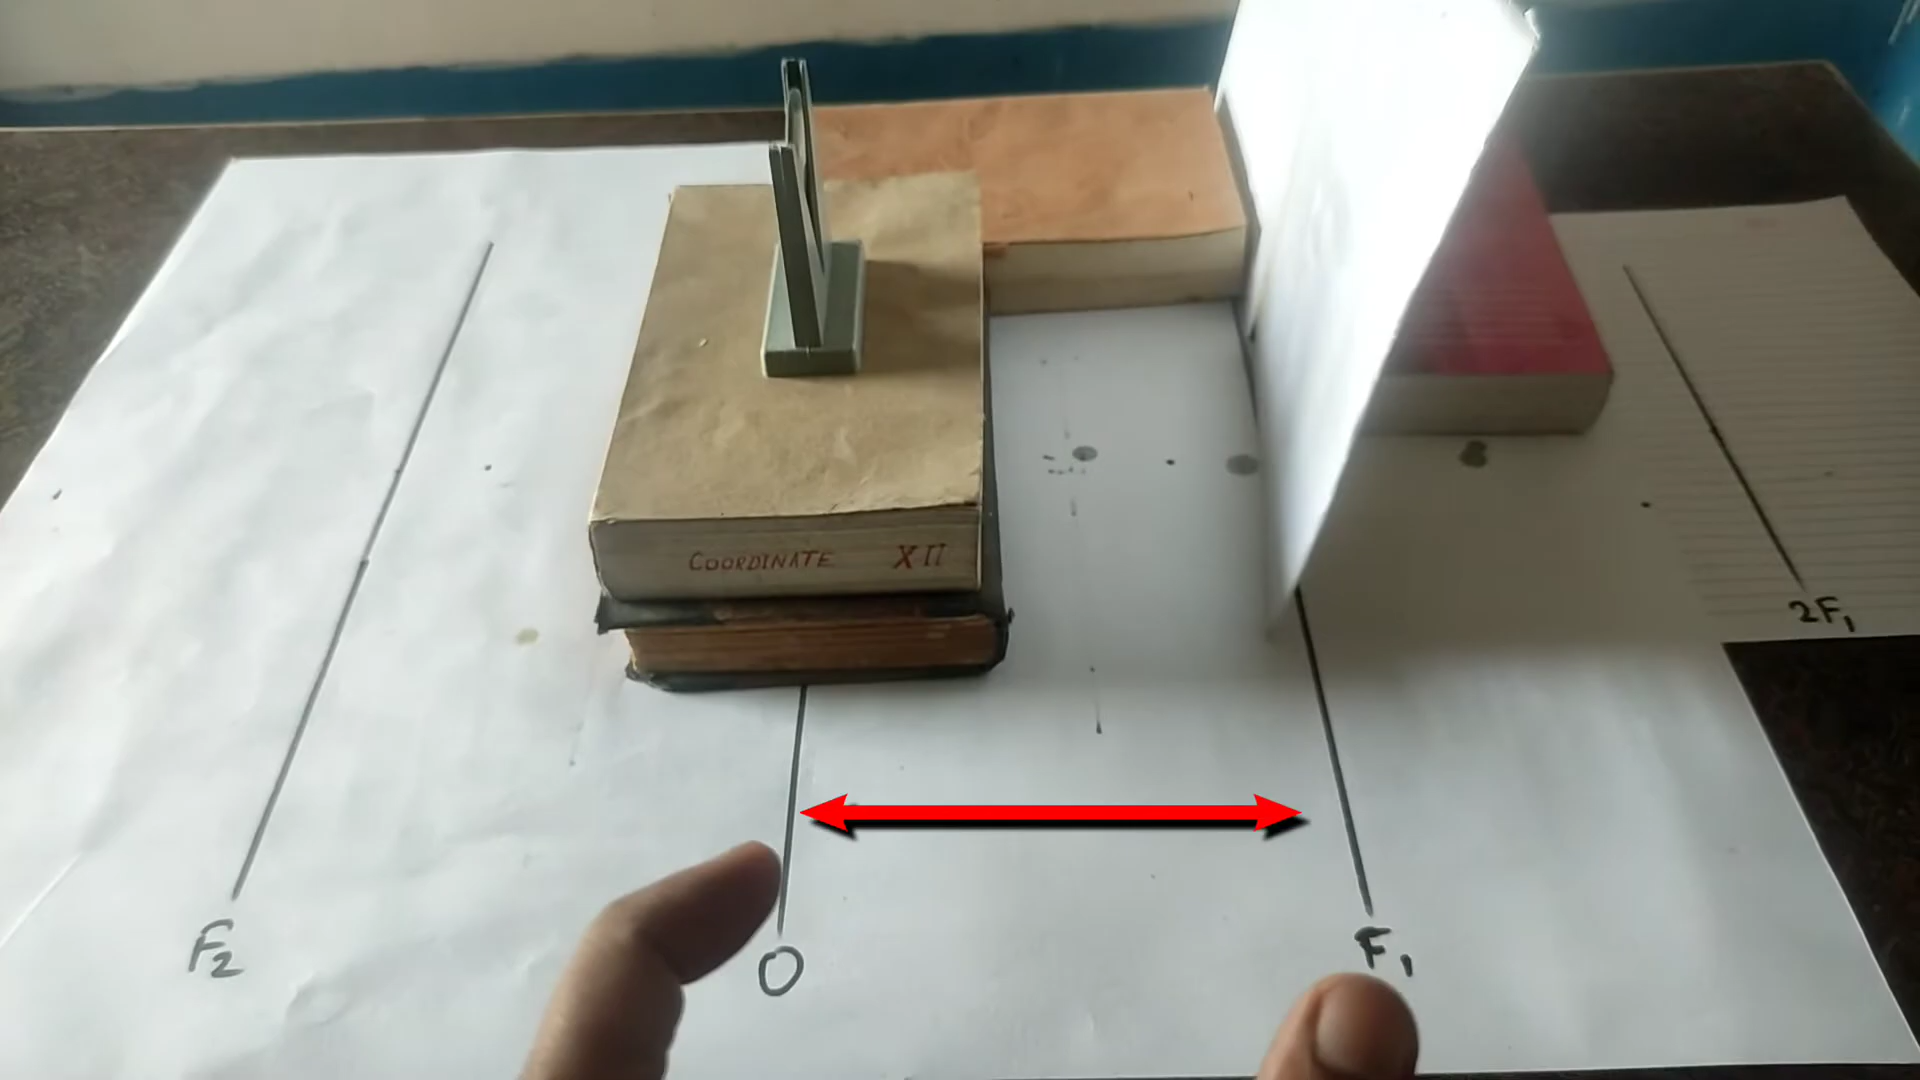 COORDINATE XII
2F₁
F₂
O
F₁